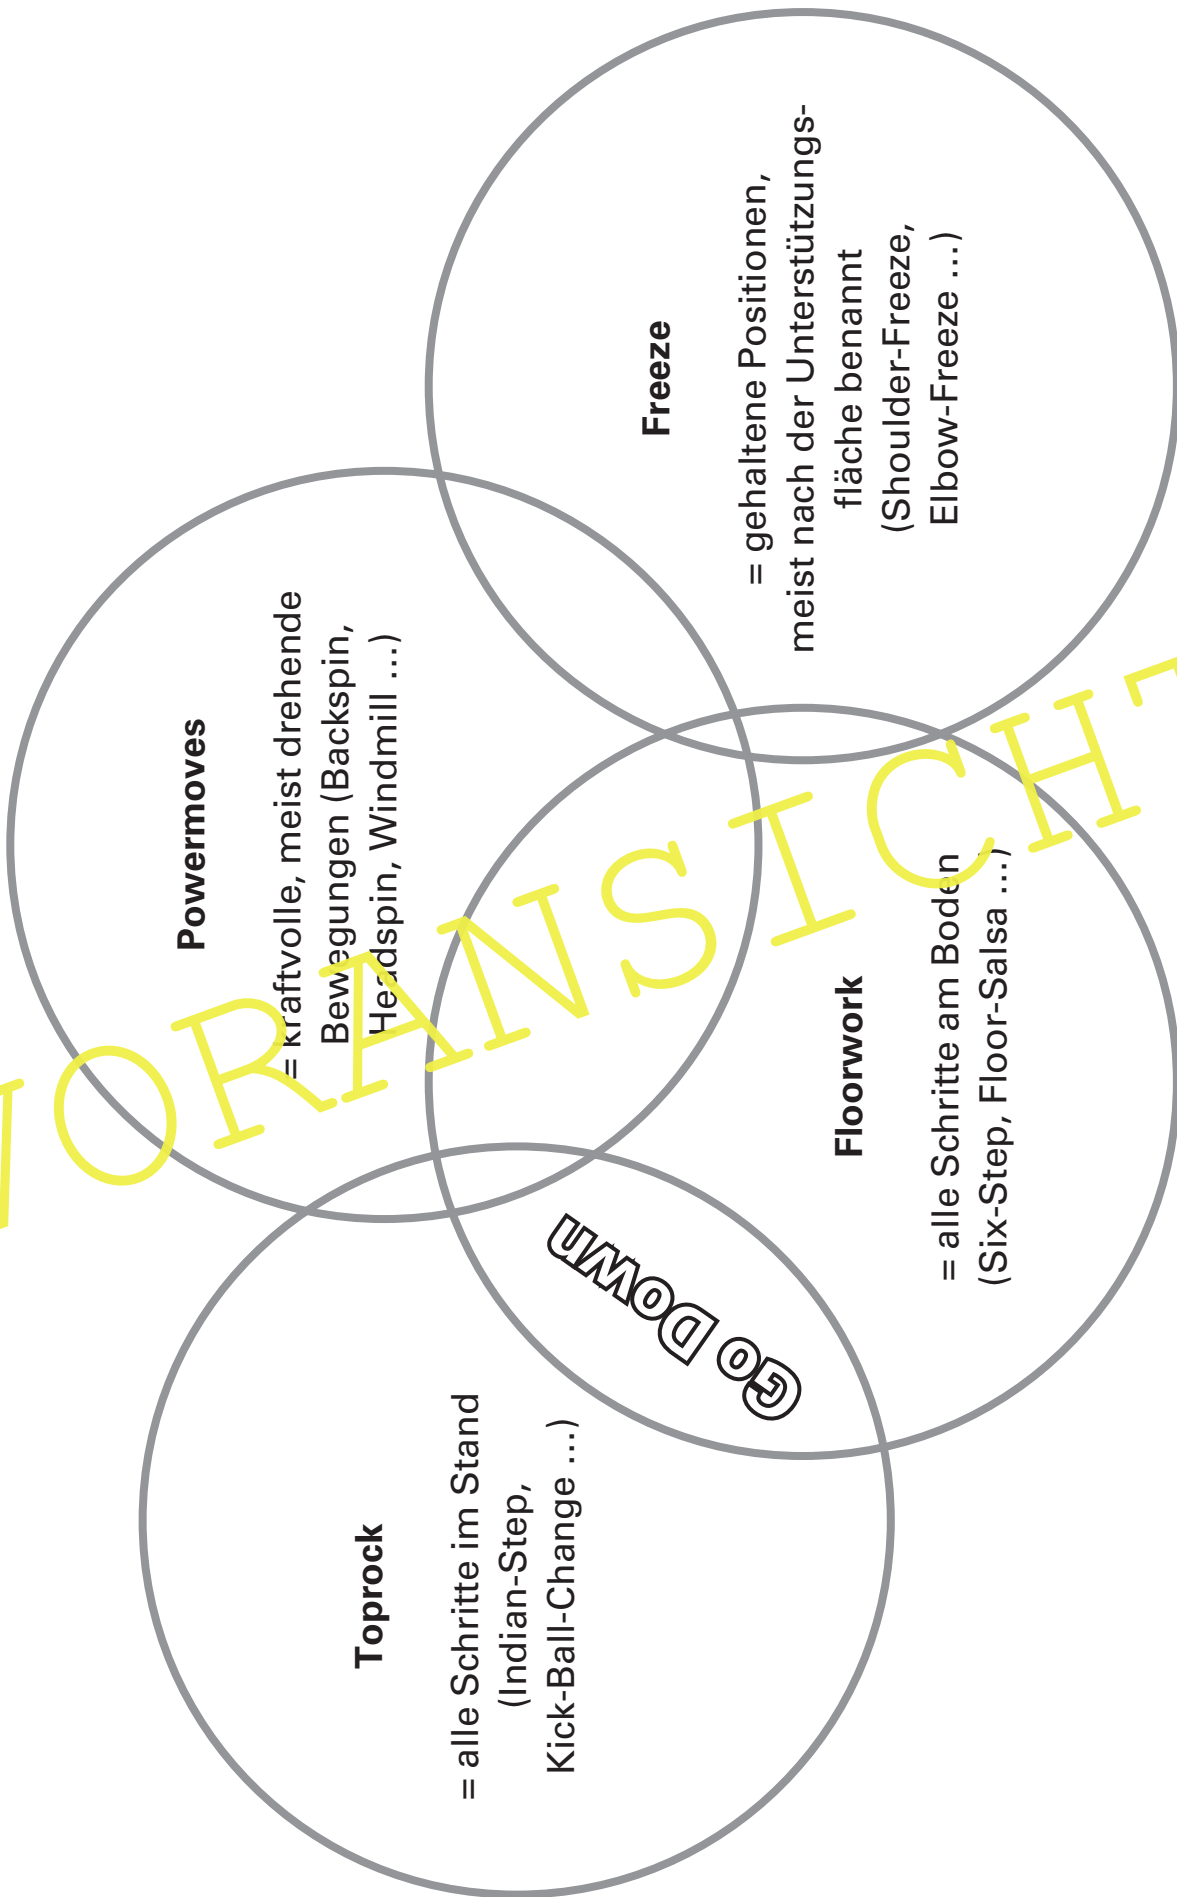 Toprock
= alle Schritte im Stand
(Indian-Step,
Kick-Ball-Change …)
Go Down
Powermoves
= kraftvolle, meist drehende
Bewegungen (Backspin,
Headspin, Windmill …)
Floorwork
= alle Schritte am Boden
(Six-Step, Floor-Salsa …)
Freeze
= gehaltene Positionen,
meist nach der Unterstützungs-
fläche benannt
(Shoulder-Freeze,
Elbow-Freeze …)
VORANSICHT